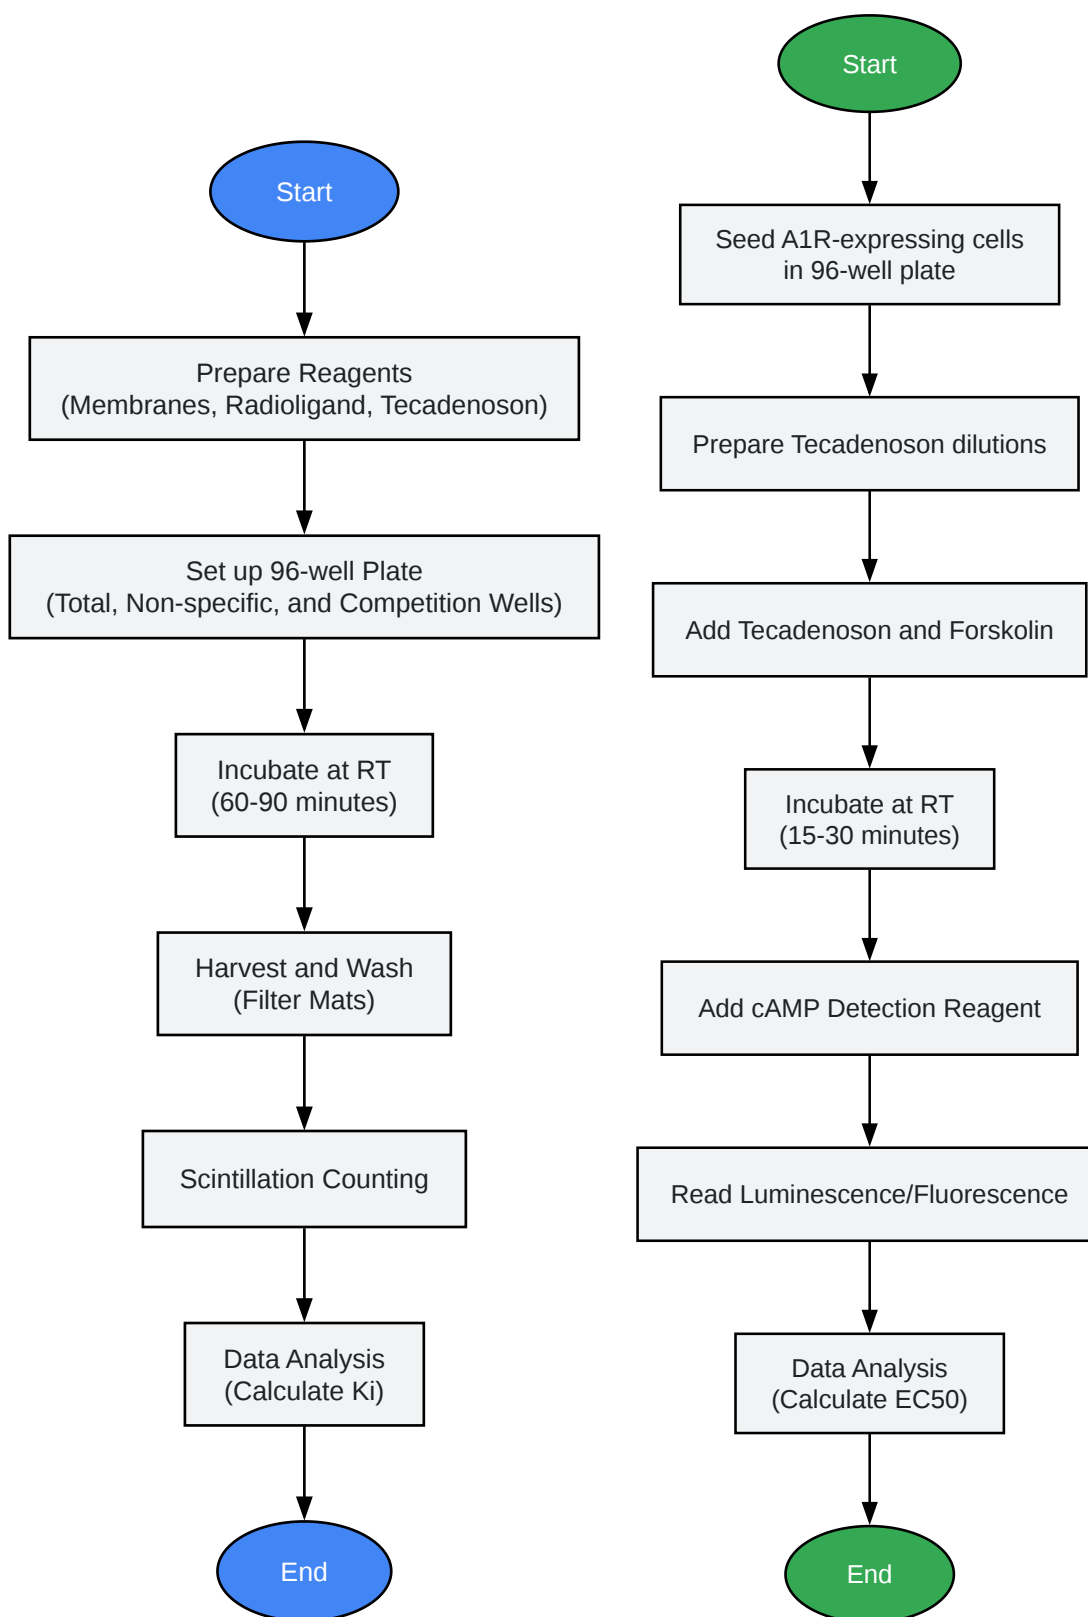 Start
Prepare Reagents
(Membranes, Radioligand, Tecadenoson)
Set up 96-well Plate
(Total, Non-specific, and Competition Wells)
Incubate at RT
(60-90 minutes)
Harvest and Wash
(Filter Mats)
Scintillation Counting
Data Analysis
(Calculate Ki)
End
Start
Seed A1R-expressing cells
in 96-well plate
Prepare Tecadenoson dilutions
Add Tecadenoson and Forskolin
Incubate at RT
(15-30 minutes)
Add cAMP Detection Reagent
Read Luminescence/Fluorescence
Data Analysis
(Calculate EC50)
End